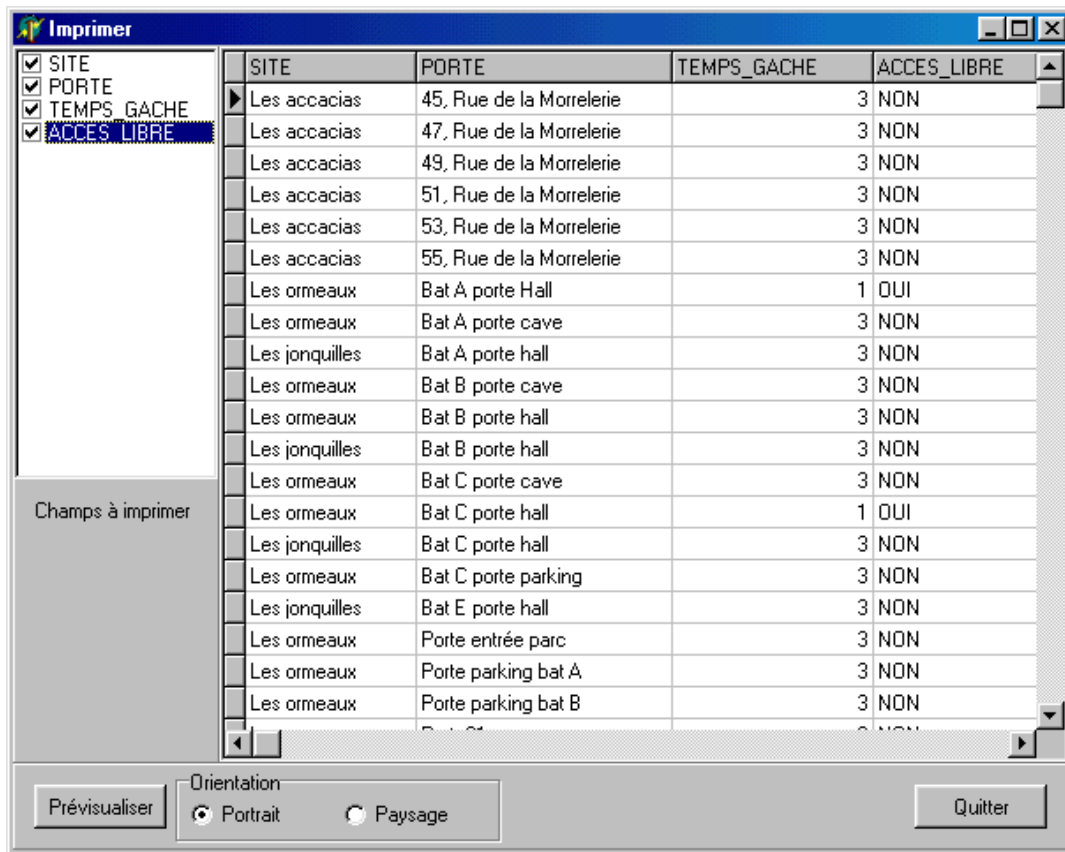 Imprimer
SITE
PORTE
TEMPS_GACHE
ACCES_LIBRE
SITE PORTE TEMPS_GACHE ACCES_LIBRE
Les accacias 45, Rue de la Morrelerie 3 NON
Les accacias 47, Rue de la Morrelerie 3 NON
Les accacias 49, Rue de la Morrelerie 3 NON
Les accacias 51, Rue de la Morrelerie 3 NON
Les accacias 53, Rue de la Morrelerie 3 NON
Les accacias 55, Rue de la Morrelerie 3 NON
Les ormeaux Bat A porte Hall 1 OUI
Les ormeaux Bat A porte cave 3 NON
Les jonquilles Bat A porte hall 3 NON
Les ormeaux Bat B porte cave 3 NON
Les ormeaux Bat B porte hall 3 NON
Les jonquilles Bat B porte hall 3 NON
Les ormeaux Bat C porte cave 3 NON
Les ormeaux Bat C porte hall 1 OUI
Les jonquilles Bat C porte hall 3 NON
Les ormeaux Bat C porte parking 3 NON
Les jonquilles Bat E porte hall 3 NON
Les ormeaux Porte entrée parc 3 NON
Les ormeaux Porte parking bat A 3 NON
Les ormeaux Porte parking bat B 3 NON
Champs à imprimer
Prévisualiser
Orientation
Portrait Paysage
Quitter